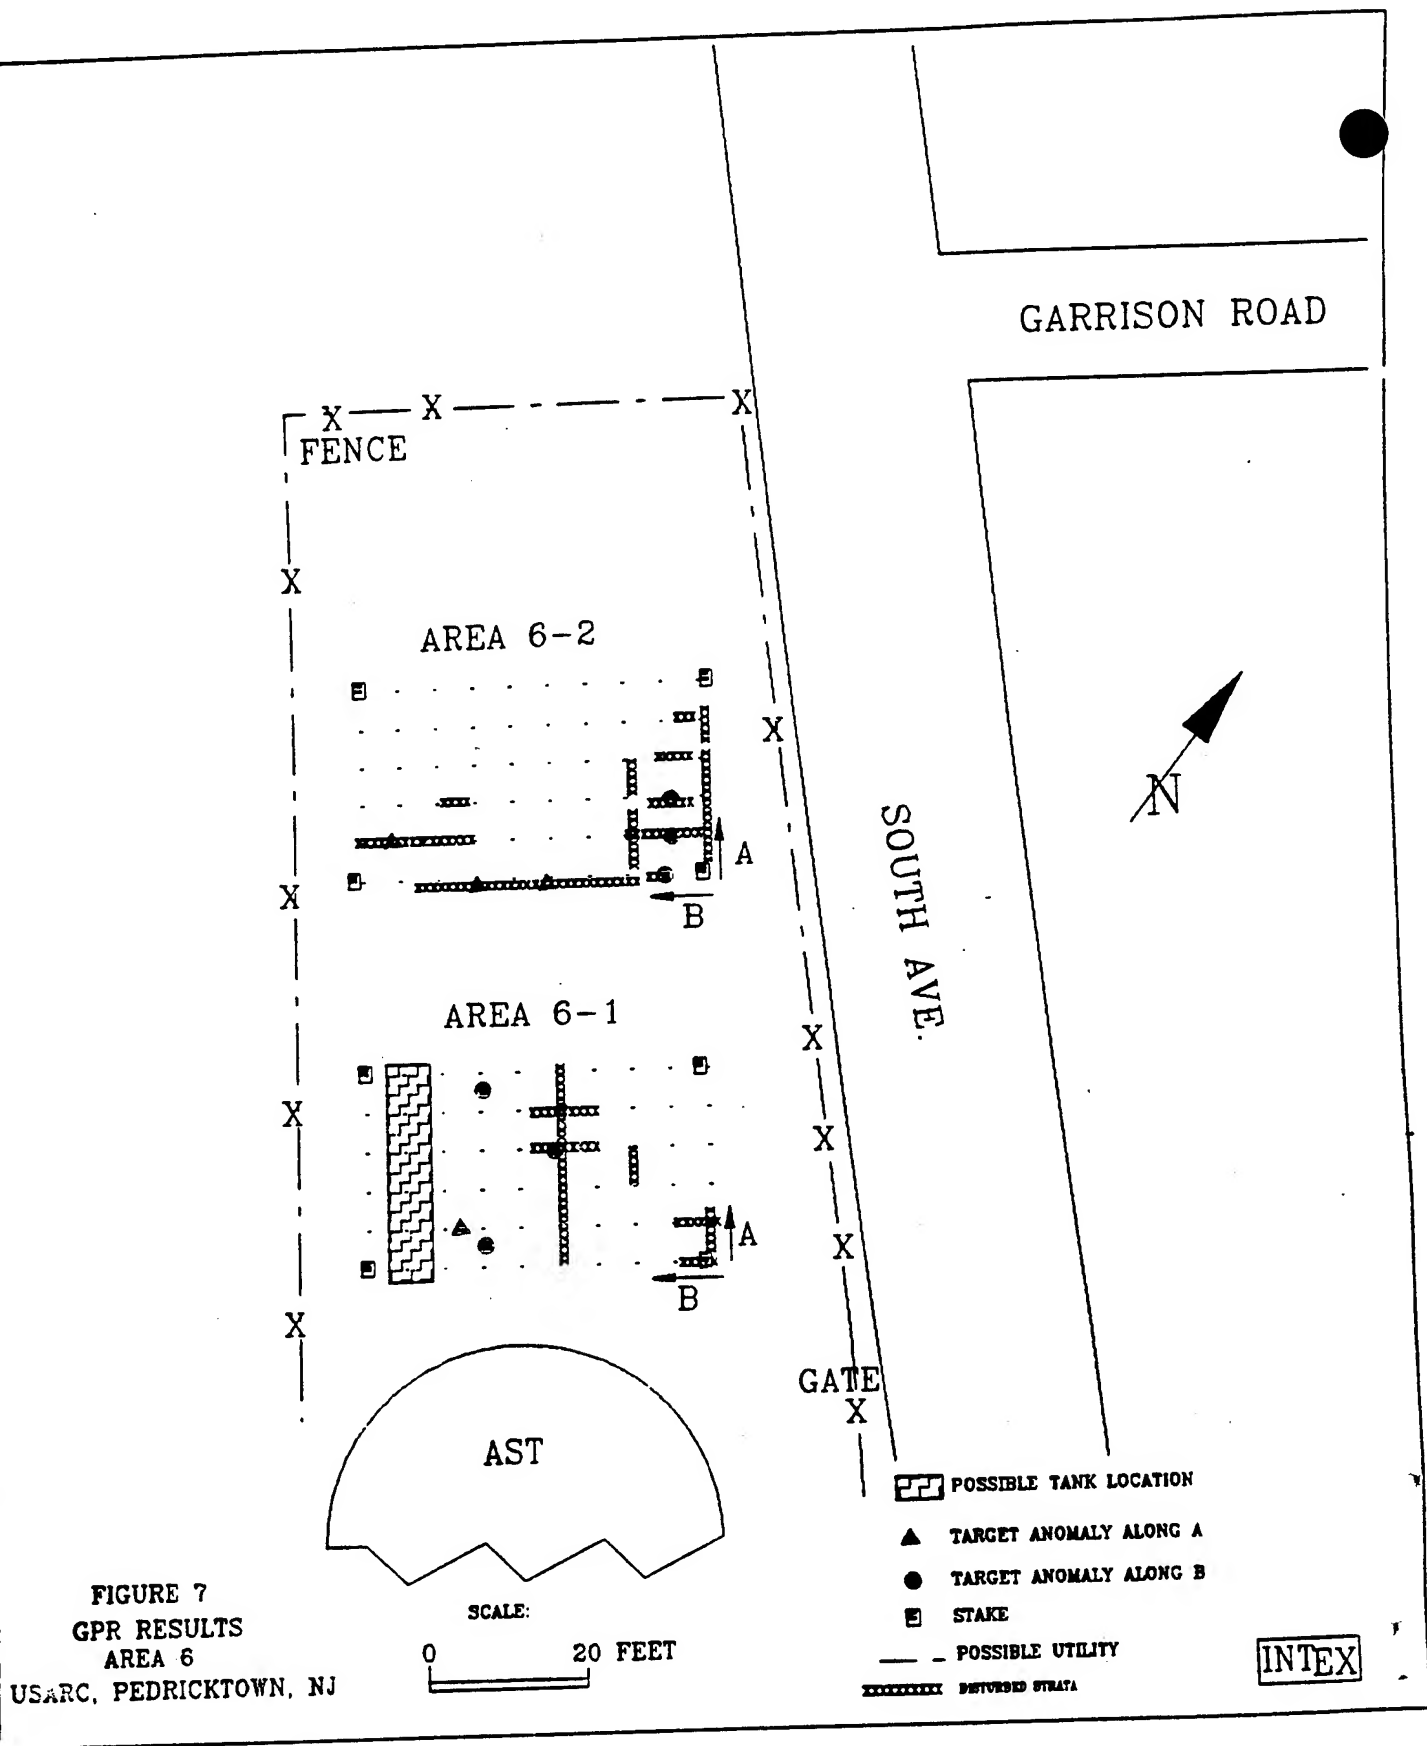 GARRISON ROAD
X X X
FENCE
X
AREA 6-2
X
N
SOUTH AVE.
A
X
B
AREA 6-1
X
X
X
A
X
B
X
GATE
X
AST
POSSIBLE TANK LOCATION
TARGET ANOMALY ALONG A
TARGET ANOMALY ALONG B
STAKE
POSSIBLE UTILITY
DISTURBED STRATA
FIGURE 7
GPR RESULTS
AREA 6
USARC, PEDRICKTOWN, NJ
SCALE:
0 20 FEET
INTEX